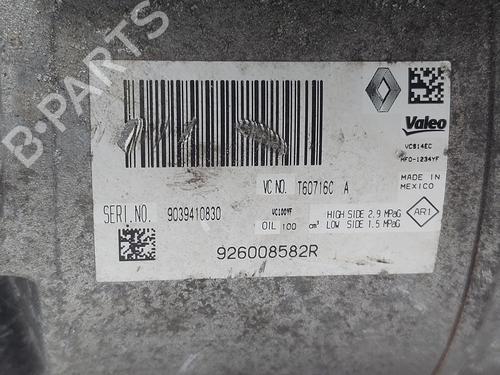 B-PARTS
Valeo
VCS14EC
HFO-1234YF
MADE IN
MEXICO
VC NO. T60716C A
SERI.NO. 9039410830
VC100YF
OIL 100 cm³
HIGH SIDE 2.9 MPaG
LOW SIDE 1.5 MPaG
AR1
926008582R